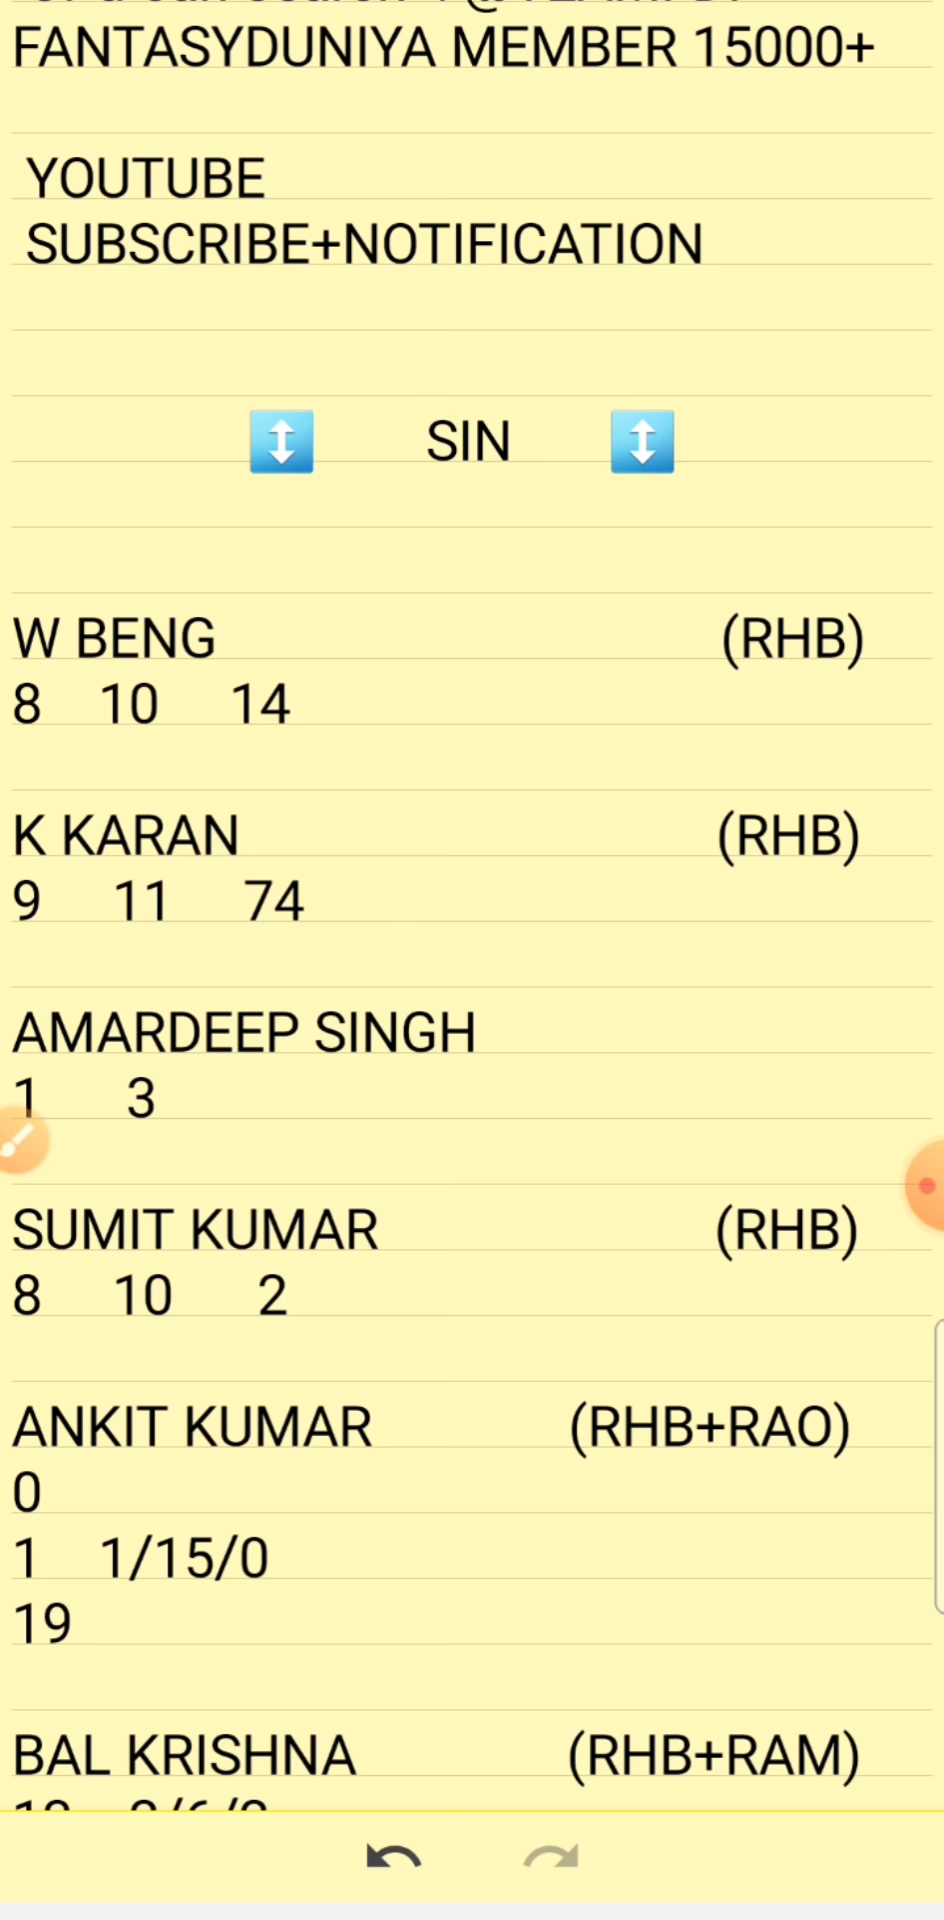 FANTASYDUNIYA MEMBER 15000+
YOUTUBE
SUBSCRIBE+NOTIFICATION
↕️ SIN ↕️
W BENG (RHB)
8 10 14
K KARAN (RHB)
9 11 74
AMARDEEP SINGH
1 3
SUMIT KUMAR (RHB)
8 10 2
ANKIT KUMAR (RHB+RAO)
0
1 1/15/0
19
BAL KRISHNA (RHB+RAM)